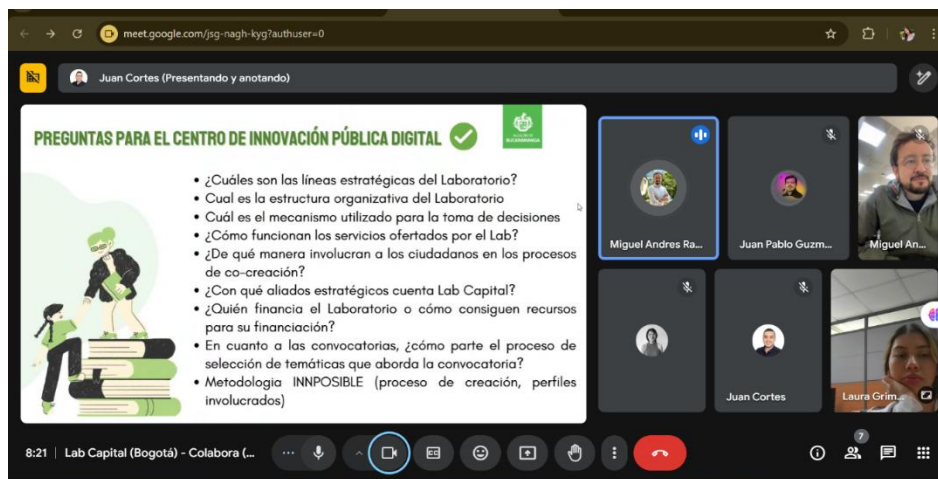 meet.google.com/jsg-nagh-kyg?authuser=0
Juan Cortes (Presentando y anotando)
PREGUNTAS PARA EL CENTRO DE INNOVACIÓN PÚBLICA DIGITAL
ALCALDÍA DE
BUCARAMANGA
• ¿Cuáles son las líneas estratégicas del Laboratorio?
• Cual es la estructura organizativa del Laboratorio
• Cuál es el mecanismo utilizado para la toma de decisiones
• ¿Cómo funcionan los servicios ofertados por el Lab?
• ¿De qué manera involucran a los ciudadanos en los procesos
de co-creación?
• ¿Con qué aliados estratégicos cuenta Lab Capital?
• ¿Quién financia el Laboratorio o cómo consiguen recursos
para su financiación?
• En cuanto a las convocatorias, ¿cómo parte el proceso de
selección de temáticas que aborda la convocatoria?
• Metodologia INNPOSIBLE (proceso de creación, perfiles
involucrados)
Miguel Andres Ra...
Juan Pablo Guzm...
Miguel An...
Juan Cortes
Laura Grim...
8:21 | Lab Capital (Bogotá) - Colabora (...
CC
7